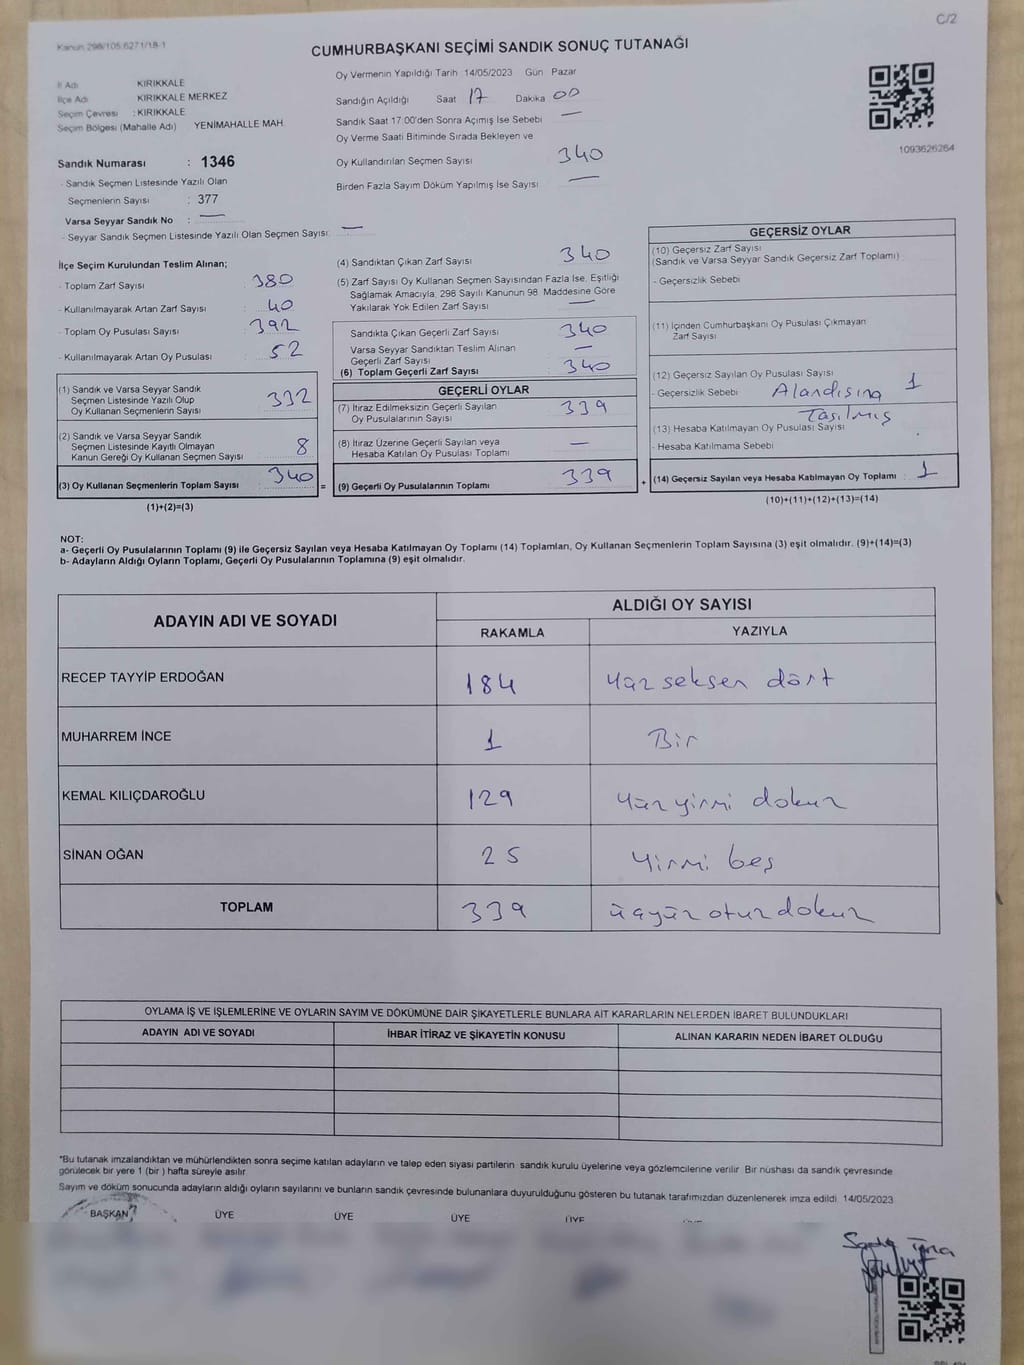 C/2
Kanun 298/105,6271/18-1
CUMHURBAŞKANI SEÇİMİ SANDIK SONUÇ TUTANAĞI
İl Adı KIRIKKALE
İlçe Adı KIRIKKALE MERKEZ
Seçim Çevresi : KIRIKKALE
Seçim Bölgesi (Mahalle Adı) YENİMAHALLE MAH.
Sandık Numarası : 1346
- Sandık Seçmen Listesinde Yazılı Olan
Seçmenlerin Sayısı : 377
Varsa Seyyar Sandık No : —
- Seyyar Sandık Seçmen Listesinde Yazılı Olan Seçmen Sayısı: —
Oy Vermenin Yapıldığı Tarih 14/05/2023 Gün Pazar
Sandığın Açıldığı Saat 17 Dakika 00
Sandık Saat 17:00'den Sonra Açımış İse Sebebi —
Oy Verme Saati Bitiminde Sırada Bekleyen ve
Oy Kullandırılan Seçmen Sayısı 340
Birden Fazla Sayım Döküm Yapılmış İse Sayısı —
1093626264
İlçe Seçim Kurulundan Teslim Alınan;
- Toplam Zarf Sayısı : 380
- Kullanılmayarak Artan Zarf Sayısı : 40
- Toplam Oy Pusulası Sayısı : 392
- Kullanılmayarak Artan Oy Pusulası : 52
(1) Sandık ve Varsa Seyyar Sandık
Seçmen Listesinde Yazılı Olup
Oy Kullanan Seçmenlerin Sayısı 332
(2) Sandık ve Varsa Seyyar Sandık
Seçmen Listesinde Kayıtlı Olmayan
Kanun Gereği Oy Kullanan Seçmen Sayısı 8
(3) Oy Kullanan Seçmenlerin Toplam Sayısı : 340
(1)+(2)=(3)
(4) Sandıktan Çıkan Zarf Sayısı 340
(5) Zarf Sayısı Oy Kullanan Seçmen Sayısından Fazla İse, Eşitliği
Sağlamak Amacıyla, 298 Sayılı Kanunun 98. Maddesine Göre
Yakılarak Yok Edilen Zarf Sayısı —
Sandıkta Çıkan Geçerli Zarf Sayısı 340
Varsa Seyyar Sandıktan Teslim Alınan
Geçerli Zarf Sayısı —
(6) Toplam Geçerli Zarf Sayısı 340
GEÇERLİ OYLAR
(7) İtiraz Edilmeksizin Geçerli Sayılan
Oy Pusulalarının Sayısı 339
(8) İtiraz Üzerine Geçerli Sayılan veya
Hesaba Katılan Oy Pusulası Toplamı —
= (9) Geçerli Oy Pusulalarının Toplamı 339
GEÇERSİZ OYLAR
(10) Geçersiz Zarf Sayısı
(Sandık ve Varsa Seyyar Sandık Geçersiz Zarf Toplamı)
- Geçersizlik Sebebi
(11) İçinden Cumhurbaşkanı Oy Pusulası Çıkmayan
Zarf Sayısı
(12) Geçersiz Sayılan Oy Pusulası Sayısı 1
- Geçersizlik Sebebi Alandısına
Taşılmış
(13) Hesaba Katılmayan Oy Pusulası Sayısı
- Hesaba Katılmama Sebebi
+ (14) Geçersiz Sayılan veya Hesaba Katılmayan Oy Toplamı : 1
(10)+(11)+(12)+(13)=(14)
NOT:
a- Geçerli Oy Pusulalarının Toplamı (9) ile Geçersiz Sayılan veya Hesaba Katılmayan Oy Toplamı (14) Toplamları, Oy Kullanan Seçmenlerin Toplam Sayısına (3) eşit olmalıdır. (9)+(14)=(3)
b- Adayların Aldığı Oyların Toplamı, Geçerli Oy Pusulalarının Toplamına (9) eşit olmalıdır.
ADAYIN ADI VE SOYADI ALDIĞI OY SAYISI
RAKAMLA YAZIYLA
RECEP TAYYİP ERDOĞAN 184 Yüz seksen dört
MUHARREM İNCE 1 Bir
KEMAL KILIÇDAROĞLU 129 Yüz yirmi dokuz
SİNAN OĞAN 25 Yirmi beş
TOPLAM 339 üçyüz otuz dokuz
OYLAMA İŞ VE İŞLEMLERİNE VE OYLARIN SAYIM VE DÖKÜMÜNE DAİR ŞİKAYETLERLE BUNLARA AİT KARARLARIN NELERDEN İBARET BULUNDUKLARI
ADAYIN ADI VE SOYADI İHBAR İTİRAZ VE ŞİKAYETİN KONUSU ALINAN KARARIN NEDEN İBARET OLDUĞU
*Bu tutanak imzalandıktan ve mühürlendikten sonra seçime katılan adayların ve talep eden siyasi partilerin sandık kurulu üyelerine veya gözlemcilerine verilir. Bir nüshası da sandık çevresinde
görülecek bir yere 1 (bir) hafta süreyle asılır.
Sayım ve döküm sonucunda adayların aldığı oyların sayılarını ve bunların sandık çevresinde bulunanlara duyurulduğunu gösteren bu tutanak tarafımızdan düzenlenerek imza edildi. 14/05/2023
BAŞKAN ÜYE ÜYE ÜYE ÜYE